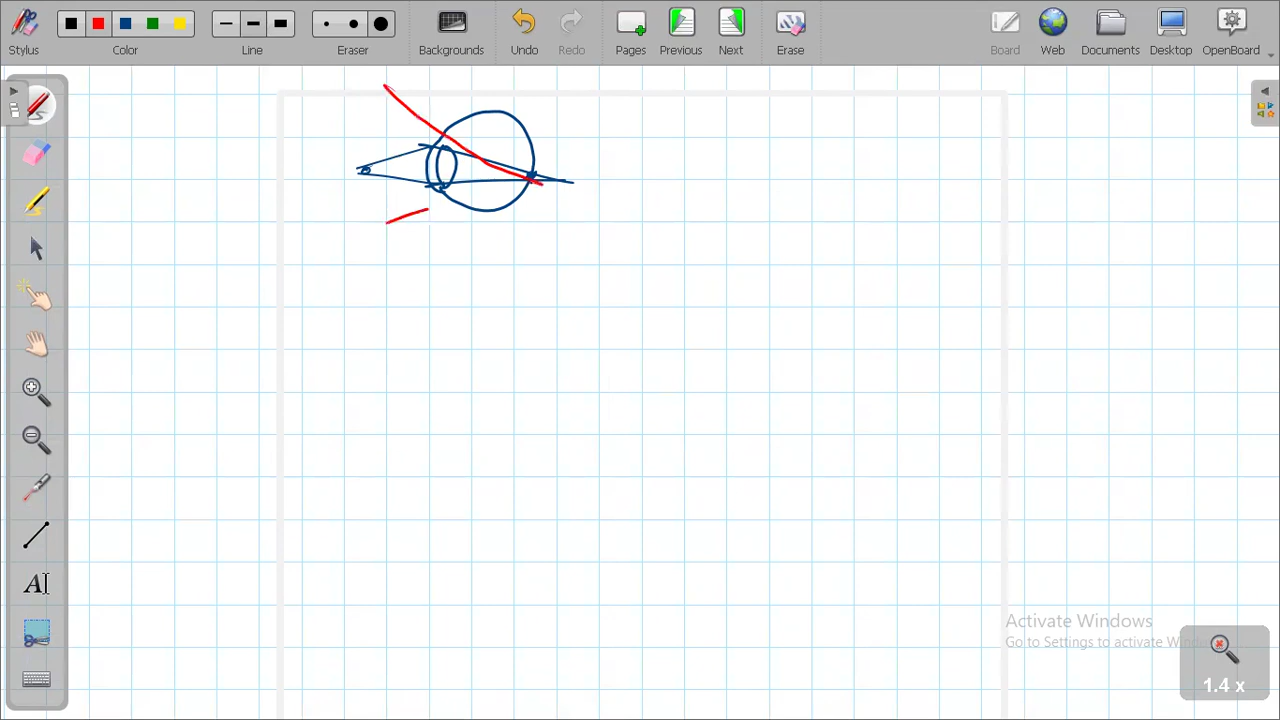 Stylus
Color
Line
Eraser
Backgrounds
Undo
Redo
Pages
Previous
Next
Erase
Board
Web
Documents
Desktop
OpenBoard
Activate Windows
Go to Settings to activate Win
1.4 x